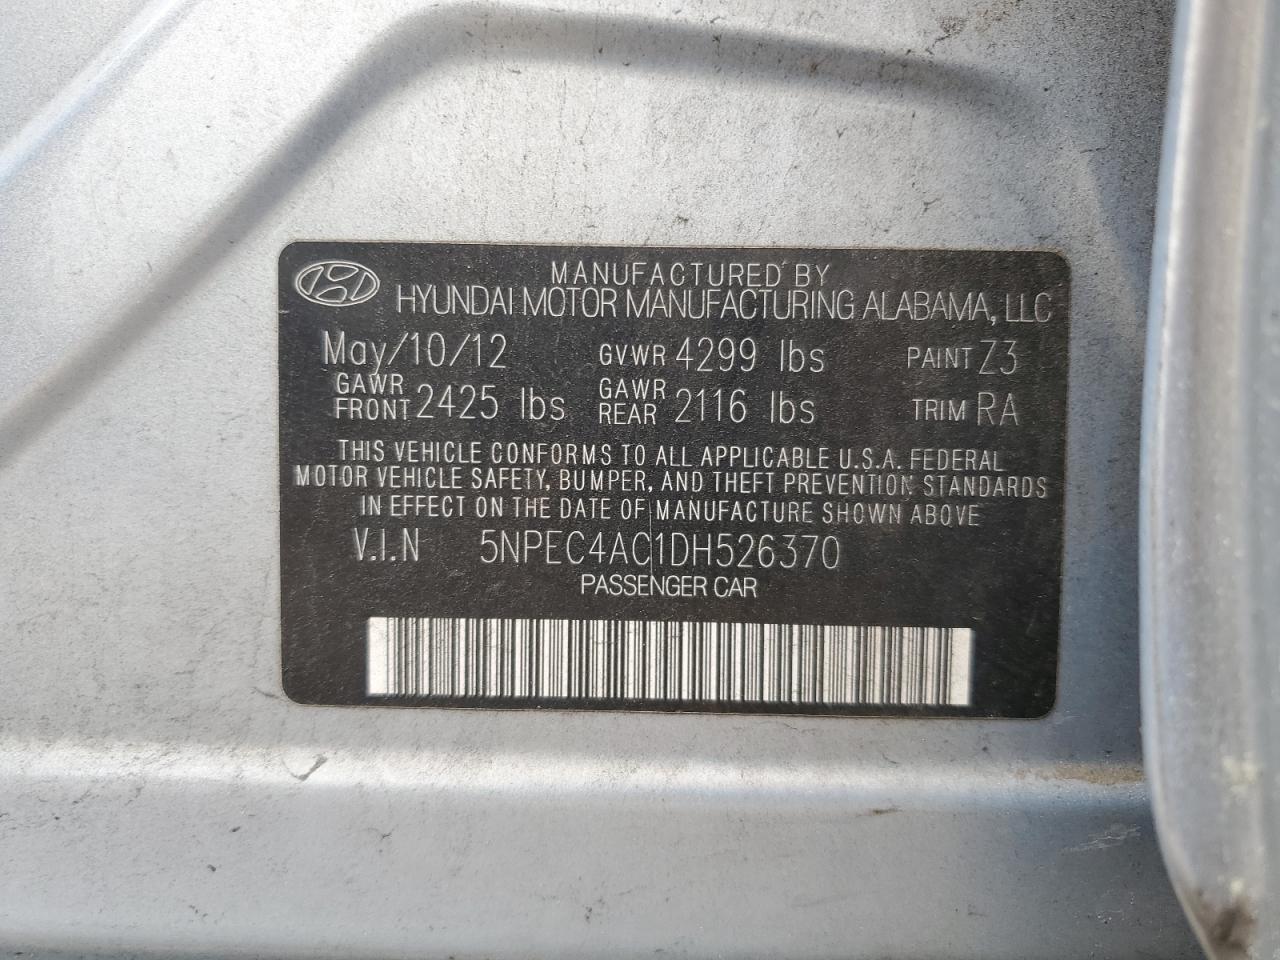 MANUFACTURED BY
HYUNDAI MOTOR MANUFACTURING ALABAMA, LLC
May/10/12 GVWR 4299 lbs PAINT Z3
GAWR FRONT 2425 lbs GAWR REAR 2116 lbs TRIM RA
THIS VEHICLE CONFORMS TO ALL APPLICABLE U.S.A. FEDERAL
MOTOR VEHICLE SAFETY, BUMPER, AND THEFT PREVENTION STANDARDS
IN EFFECT ON THE DATE OF MANUFACTURE SHOWN ABOVE
V.I.N 5NPEC4AC1DH526370
PASSENGER CAR